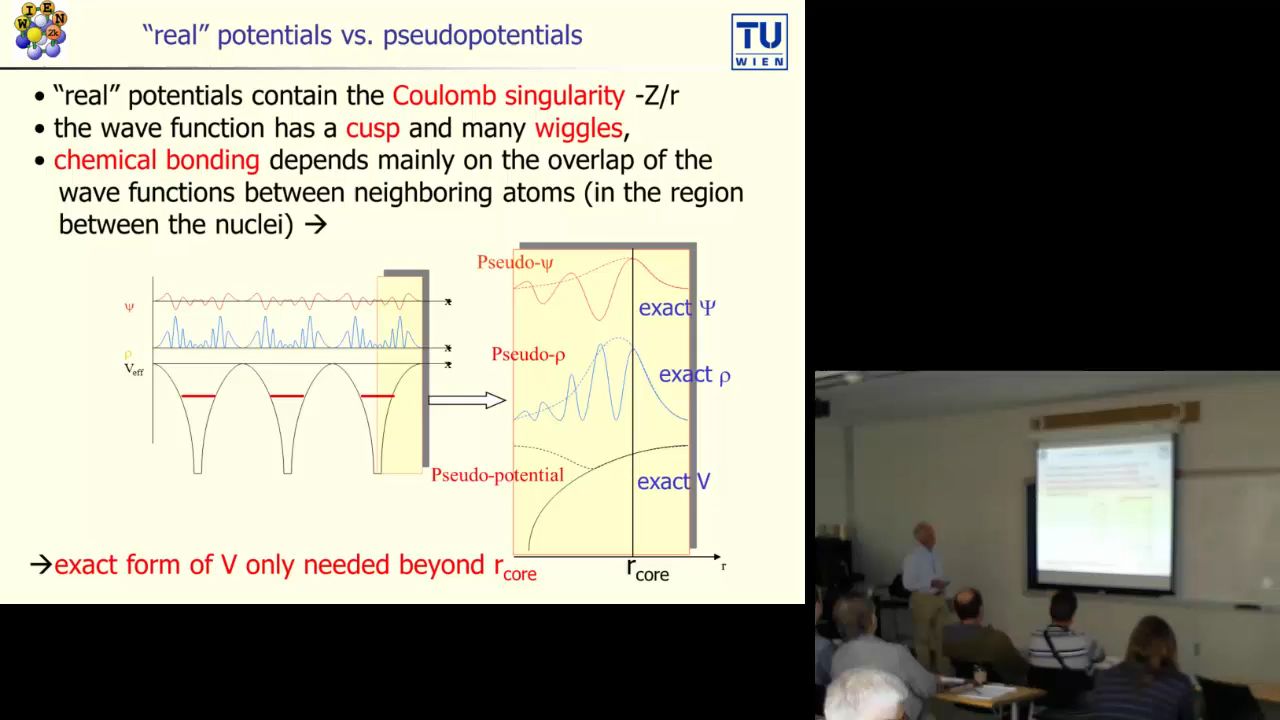 WIEN 2k
“real” potentials vs. pseudopotentials
TU
WIEN
• “real” potentials contain the Coulomb singularity -Z/r
• the wave function has a cusp and many wiggles,
• chemical bonding depends mainly on the overlap of the
wave functions between neighboring atoms (in the region
between the nuclei) →
Ψ
x
ρ
x
Veff
x
Pseudo-ψ
exact Ψ
Pseudo-ρ
exact ρ
Pseudo-potential
exact V
→exact form of V only needed beyond rcore
rcore
r